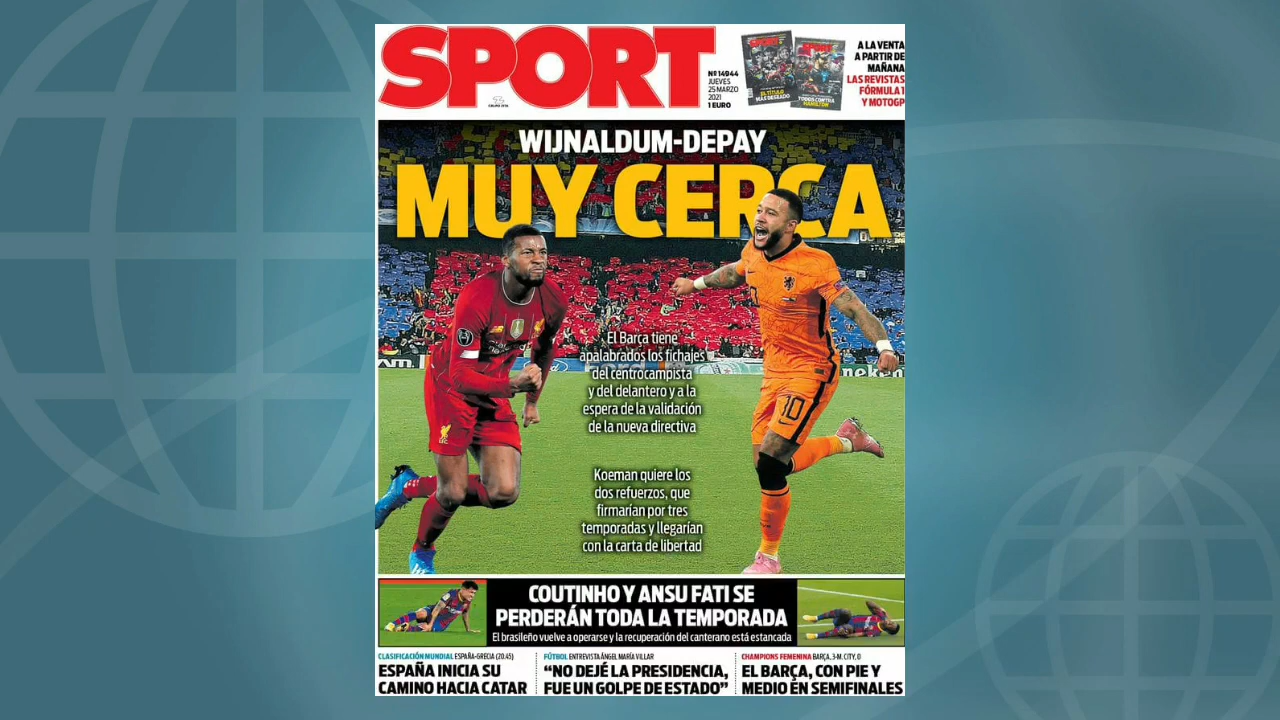 SPORT
Nº 14944
JUEVES
25 MARZO
2021
1 EURO
A LA VENTA
A PARTIR DE
MAÑANA
LAS REVISTAS
FÓRMULA 1
Y MOTOGP
WIJNALDUM-DEPAY
MUY CERCA
El Barça tiene
apalabrados los fichajes
del centrocampista
y del delantero y a la
espera de la validación
de la nueva directiva
Koeman quiere los
dos refuerzos, que
firmarían por tres
temporadas y llegarían
con la carta de libertad
10
COUTINHO Y ANSU FATI SE
PERDERÁN TODA LA TEMPORADA
El brasileño vuelve a operarse y la recuperación del canterano está estancada
CLASIFICACIÓN MUNDIAL ESPAÑA-GRECIA (20.45)
ESPAÑA INICIA SU
CAMINO HACIA CATAR
FÚTBOL ENTREVISTA ÁNGEL MARÍA VILLAR
“NO DEJÉ LA PRESIDENCIA,
FUE UN GOLPE DE ESTADO”
CHAMPIONS FEMENINA BARÇA, 3-M. CITY, 0
EL BARÇA, CON PIE Y
MEDIO EN SEMIFINALES